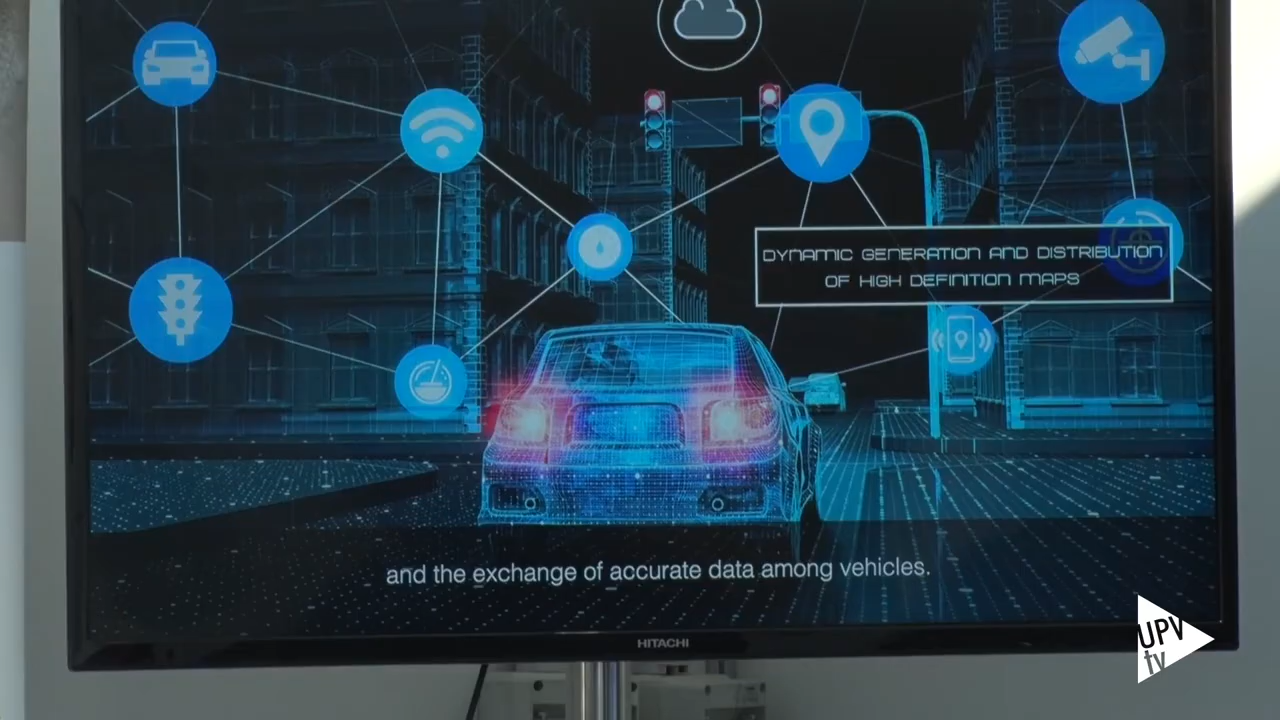 DYNAMIC GENERATION AND DISTRIBUTION
OF HIGH DEFINITION MAPS
and the exchange of accurate data among vehicles.
HITACHI
UPV
tv